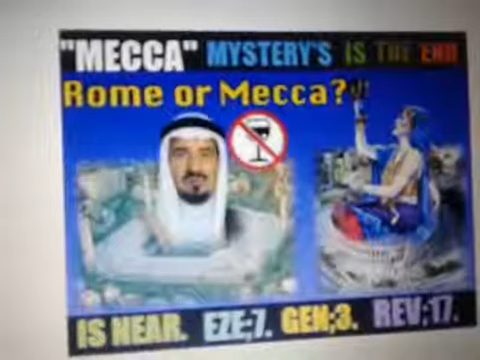 "MECCA" MYSTERY'S IS THE END
Rome or Mecca?
IS NEAR. EZE;7. GEN;3. REV;17.